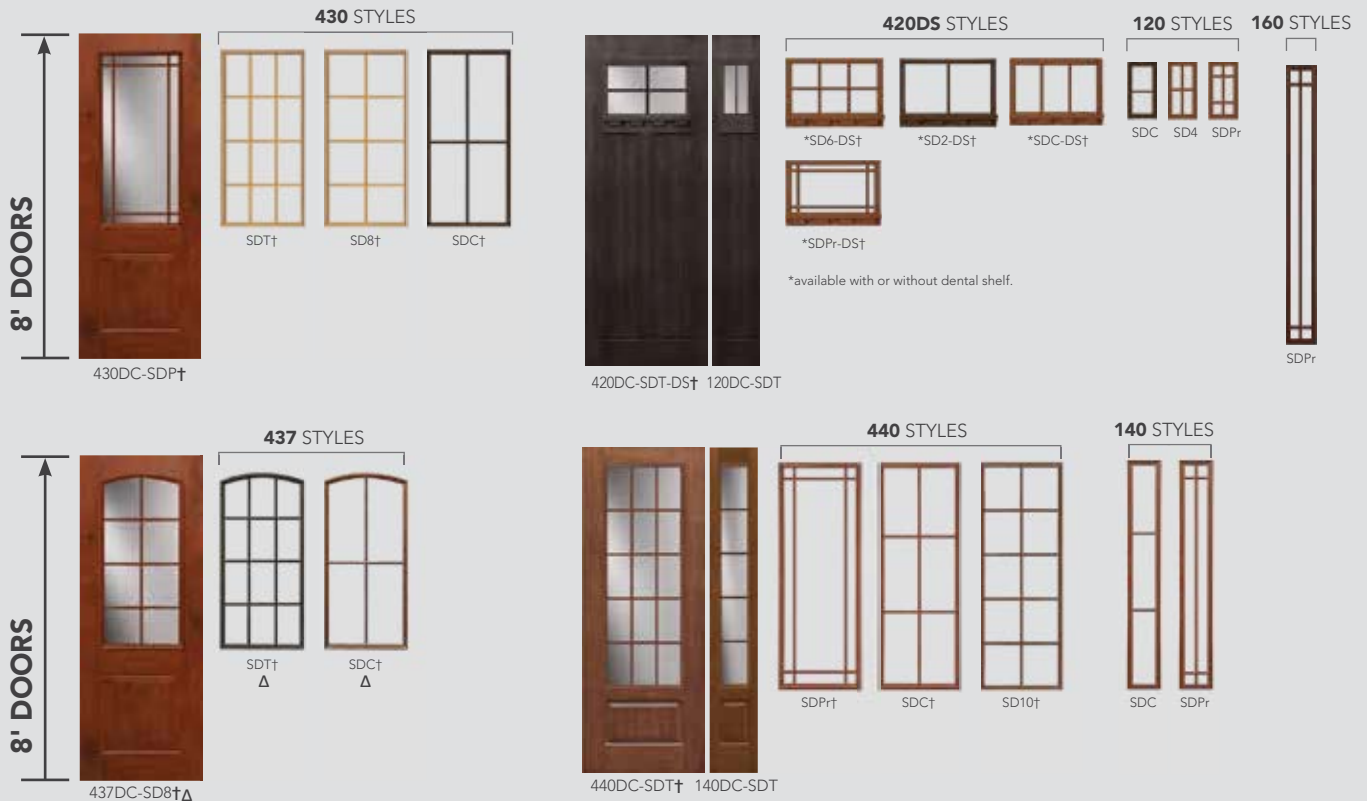 430 STYLES
8' DOORS
SDT†
SD8†
SDC†
430DC-SDP†
420DS STYLES
120 STYLES
160 STYLES
*SD6-DS†
*SD2-DS†
*SDC-DS†
SDC
SD4
SDPr
*SDPr-DS†
*available with or without dental shelf.
SDPr
420DC-SDT-DS†
120DC-SDT
437 STYLES
8' DOORS
SDT†
Δ
SDC†
Δ
437DC-SD8†Δ
440 STYLES
140 STYLES
SDPr†
SDC†
SD10†
SDC
SDPr
440DC-SDT†
140DC-SDT